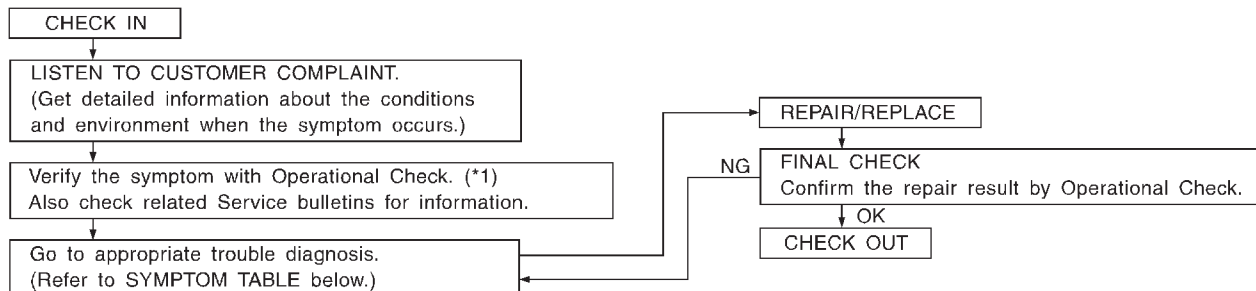 CHECK IN
LISTEN TO CUSTOMER COMPLAINT.
(Get detailed information about the conditions
and environment when the symptom occurs.)
Verify the symptom with Operational Check. (*1)
Also check related Service bulletins for information.
Go to appropriate trouble diagnosis.
(Refer to SYMPTOM TABLE below.)
REPAIR/REPLACE
NG
FINAL CHECK
Confirm the repair result by Operational Check.
OK
CHECK OUT